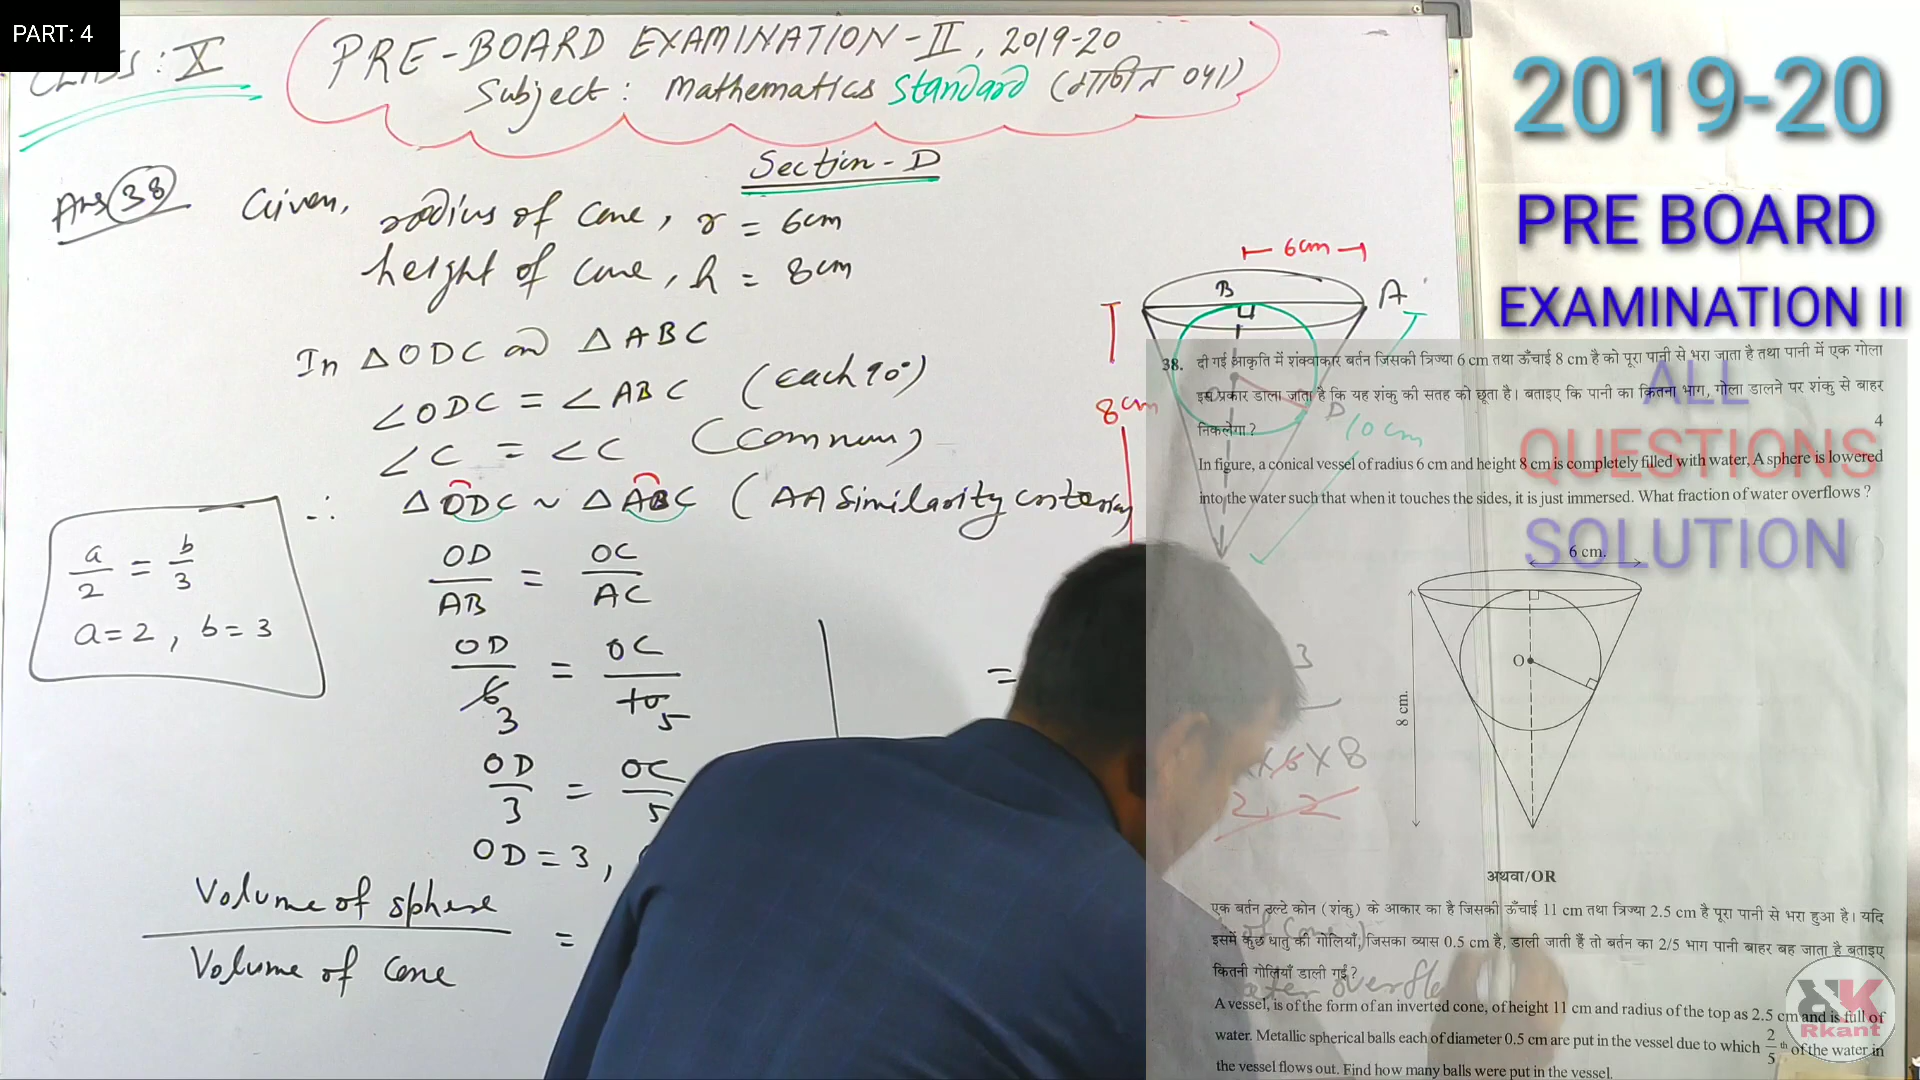 PART: 4
CLASS: X
PRE-BOARD EXAMINATION-II, 2019-20
Subject: Mathematics Standard (गणित 041)
Section - D
Ans 38
Given, radius of cone, r = 6cm
height of cone, h = 8cm
In △ODC and △ABC
∠ODC = ∠ABC (each 90°)
∠C = ∠C (common)
∴ △ODC ~ △ABC (AA Similarity
OD/AB = OC/AC
OD/6 = OC/10
3 5
OD/3 = OC/5
OD = 3,
Volume of sphere
Volume of cone
=
a/2 = b/3
a = 2, b = 3
6cm
B
A
8cm
D
10cm
=
3
×6×8
2. 2
2019-20
PRE BOARD
EXAMINATION II
ALL
QUESTIONS
SOLUTION
38. दी गई आकृति में शंक्वाकार बर्तन जिसकी त्रिज्या 6 cm तथा ऊँचाई 8 cm है को पूरा पानी से भरा जाता है तथा पानी में एक गोला
इस प्रकार डाला जाता है कि यह शंकु की सतह को छूता है। बताइए कि पानी का कितना भाग, गोला डालने पर शंकु से बाहर
निकलेगा ? 4
In figure, a conical vessel of radius 6 cm and height 8 cm is completely filled with water, A sphere is lowered
into the water such that when it touches the sides, it is just immersed. What fraction of water overflows ?
6 cm.
O
8 cm.
अथवा/OR
एक बर्तन उल्टे कोन (शंकु) के आकार का है जिसकी ऊँचाई 11 cm तथा त्रिज्या 2.5 cm है पूरा पानी से भरा हुआ है। यदि
इसमें कुछ धातु की गोलियाँ, जिसका व्यास 0.5 cm है, डाली जाती हैं तो बर्तन का 2/5 भाग पानी बाहर बह जाता है बताइए
कितनी गोलियाँ डाली गईं ?
A vessel, is of the form of an inverted cone, of height 11 cm and radius of the top as 2.5 cm and is full of
water. Metallic spherical balls each of diameter 0.5 cm are put in the vessel due to which 2/5 th of the water in
the vessel flows out. Find how many balls were put in the vessel.
of cone
Rkant